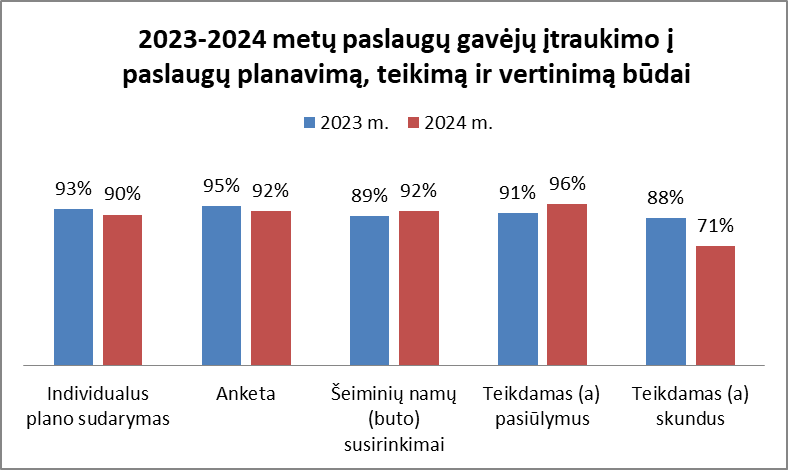 2023-2024 metų paslaugų gavėjų įtraukimo į
paslaugų planavimą, teikimą ir vertinimą būdai
2023 m. 2024 m.
93% 90% 95% 92% 89% 92% 91% 96% 88% 71%
Individualus
plano sudarymas
Anketa
Šeiminių namų
(buto)
susirinkimai
Teikdamas (a)
pasiūlymus
Teikdamas (a)
skundus